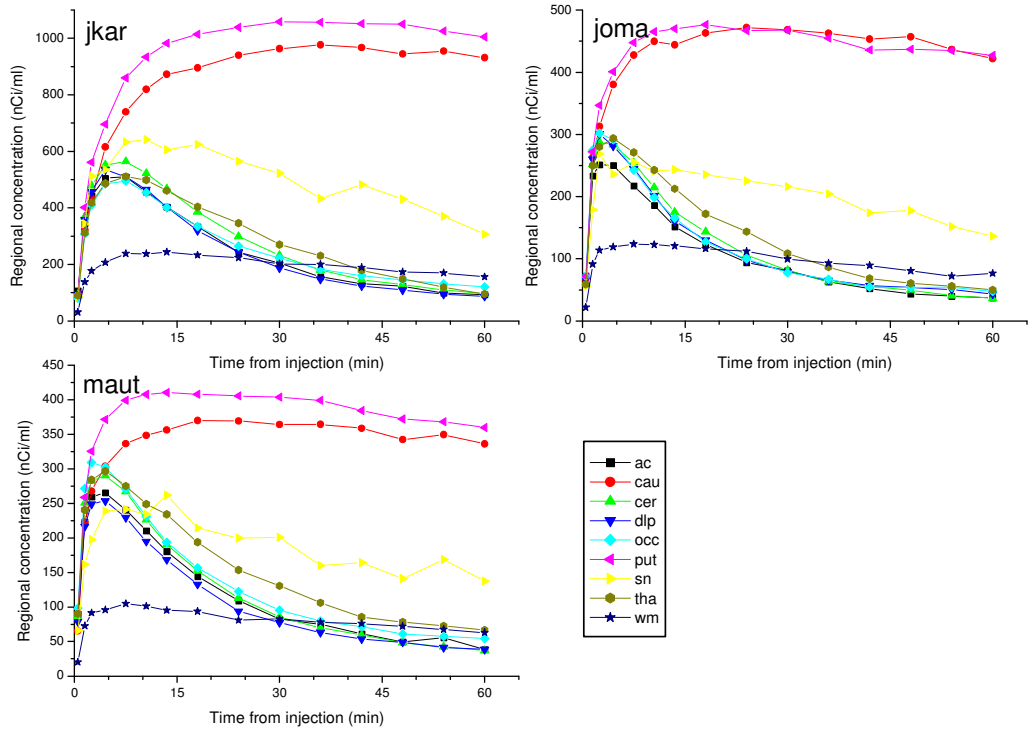 jkar
Regional concentration (nCi/ml)
1000
800
600
400
200
0
0 15 30 45 60
Time from injection (min)
joma
Regional concentration (nCi/ml)
500
400
300
200
100
0
0 15 30 45 60
Time from injection (min)
maut
Regional concentration (nCi/ml)
450
400
350
300
250
200
150
100
50
0
0 15 30 45 60
Time from injection (min)
ac
cau
cer
dlp
occ
put
sn
tha
wm